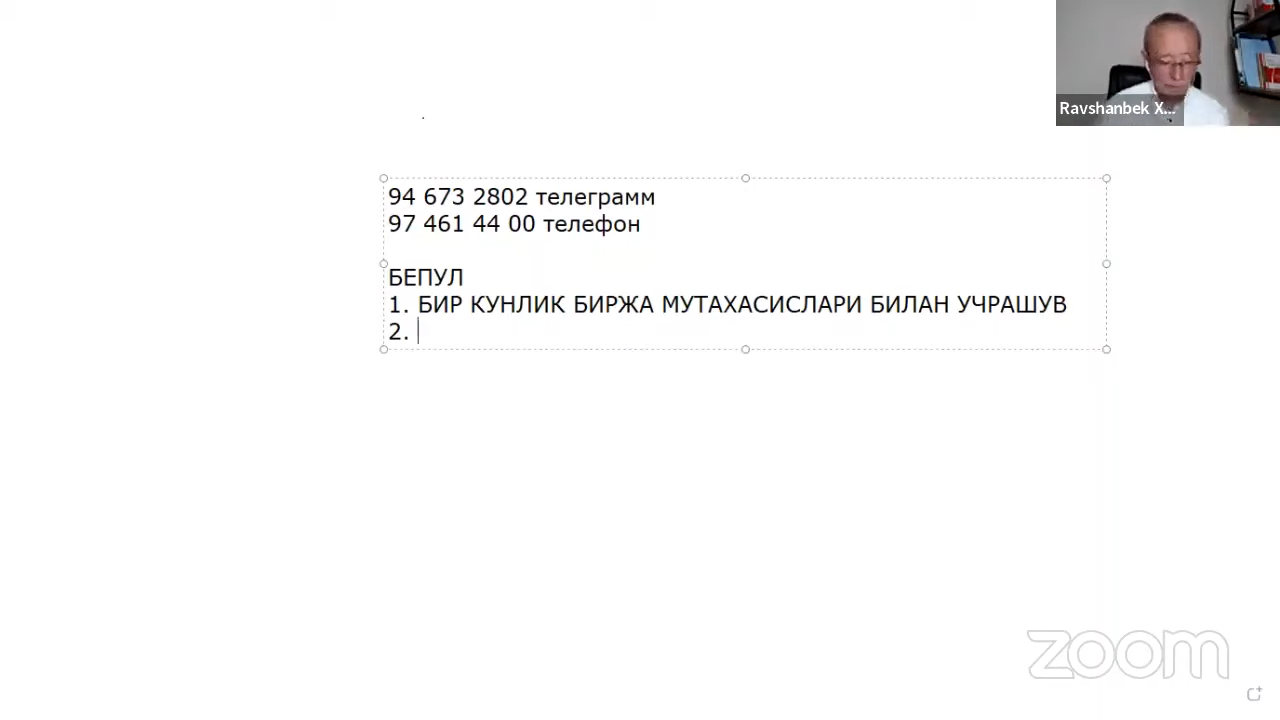 Ravshanbek X...
94 673 2802 телеграмм
97 461 44 00 телефон
БЕПУЛ
1. БИР КУНЛИК БИРЖА МУТАХАСИСЛАРИ БИЛАН УЧРАШУВ
2.
zoom